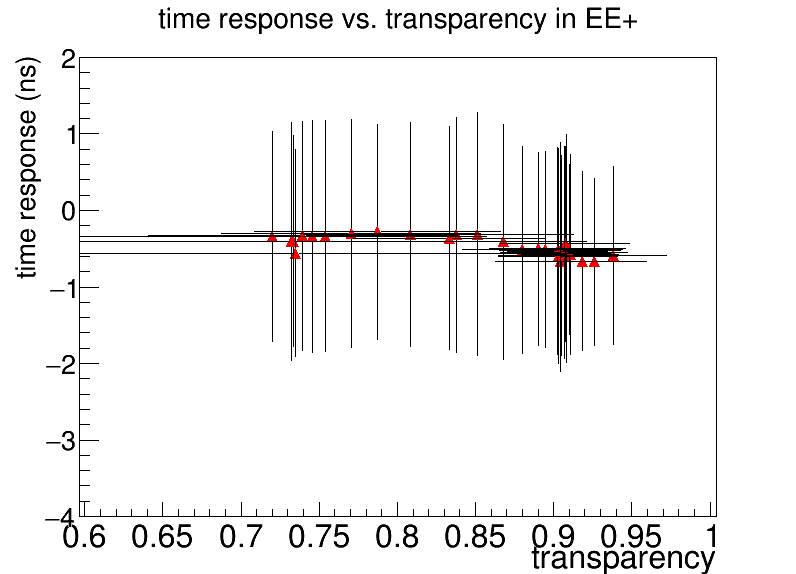 time response vs. transparency in EE+
time response (ns)
2
1
0
−1
−2
−3
−4
0.6 0.65 0.7 0.75 0.8 0.85 0.9 0.95 1
transparency